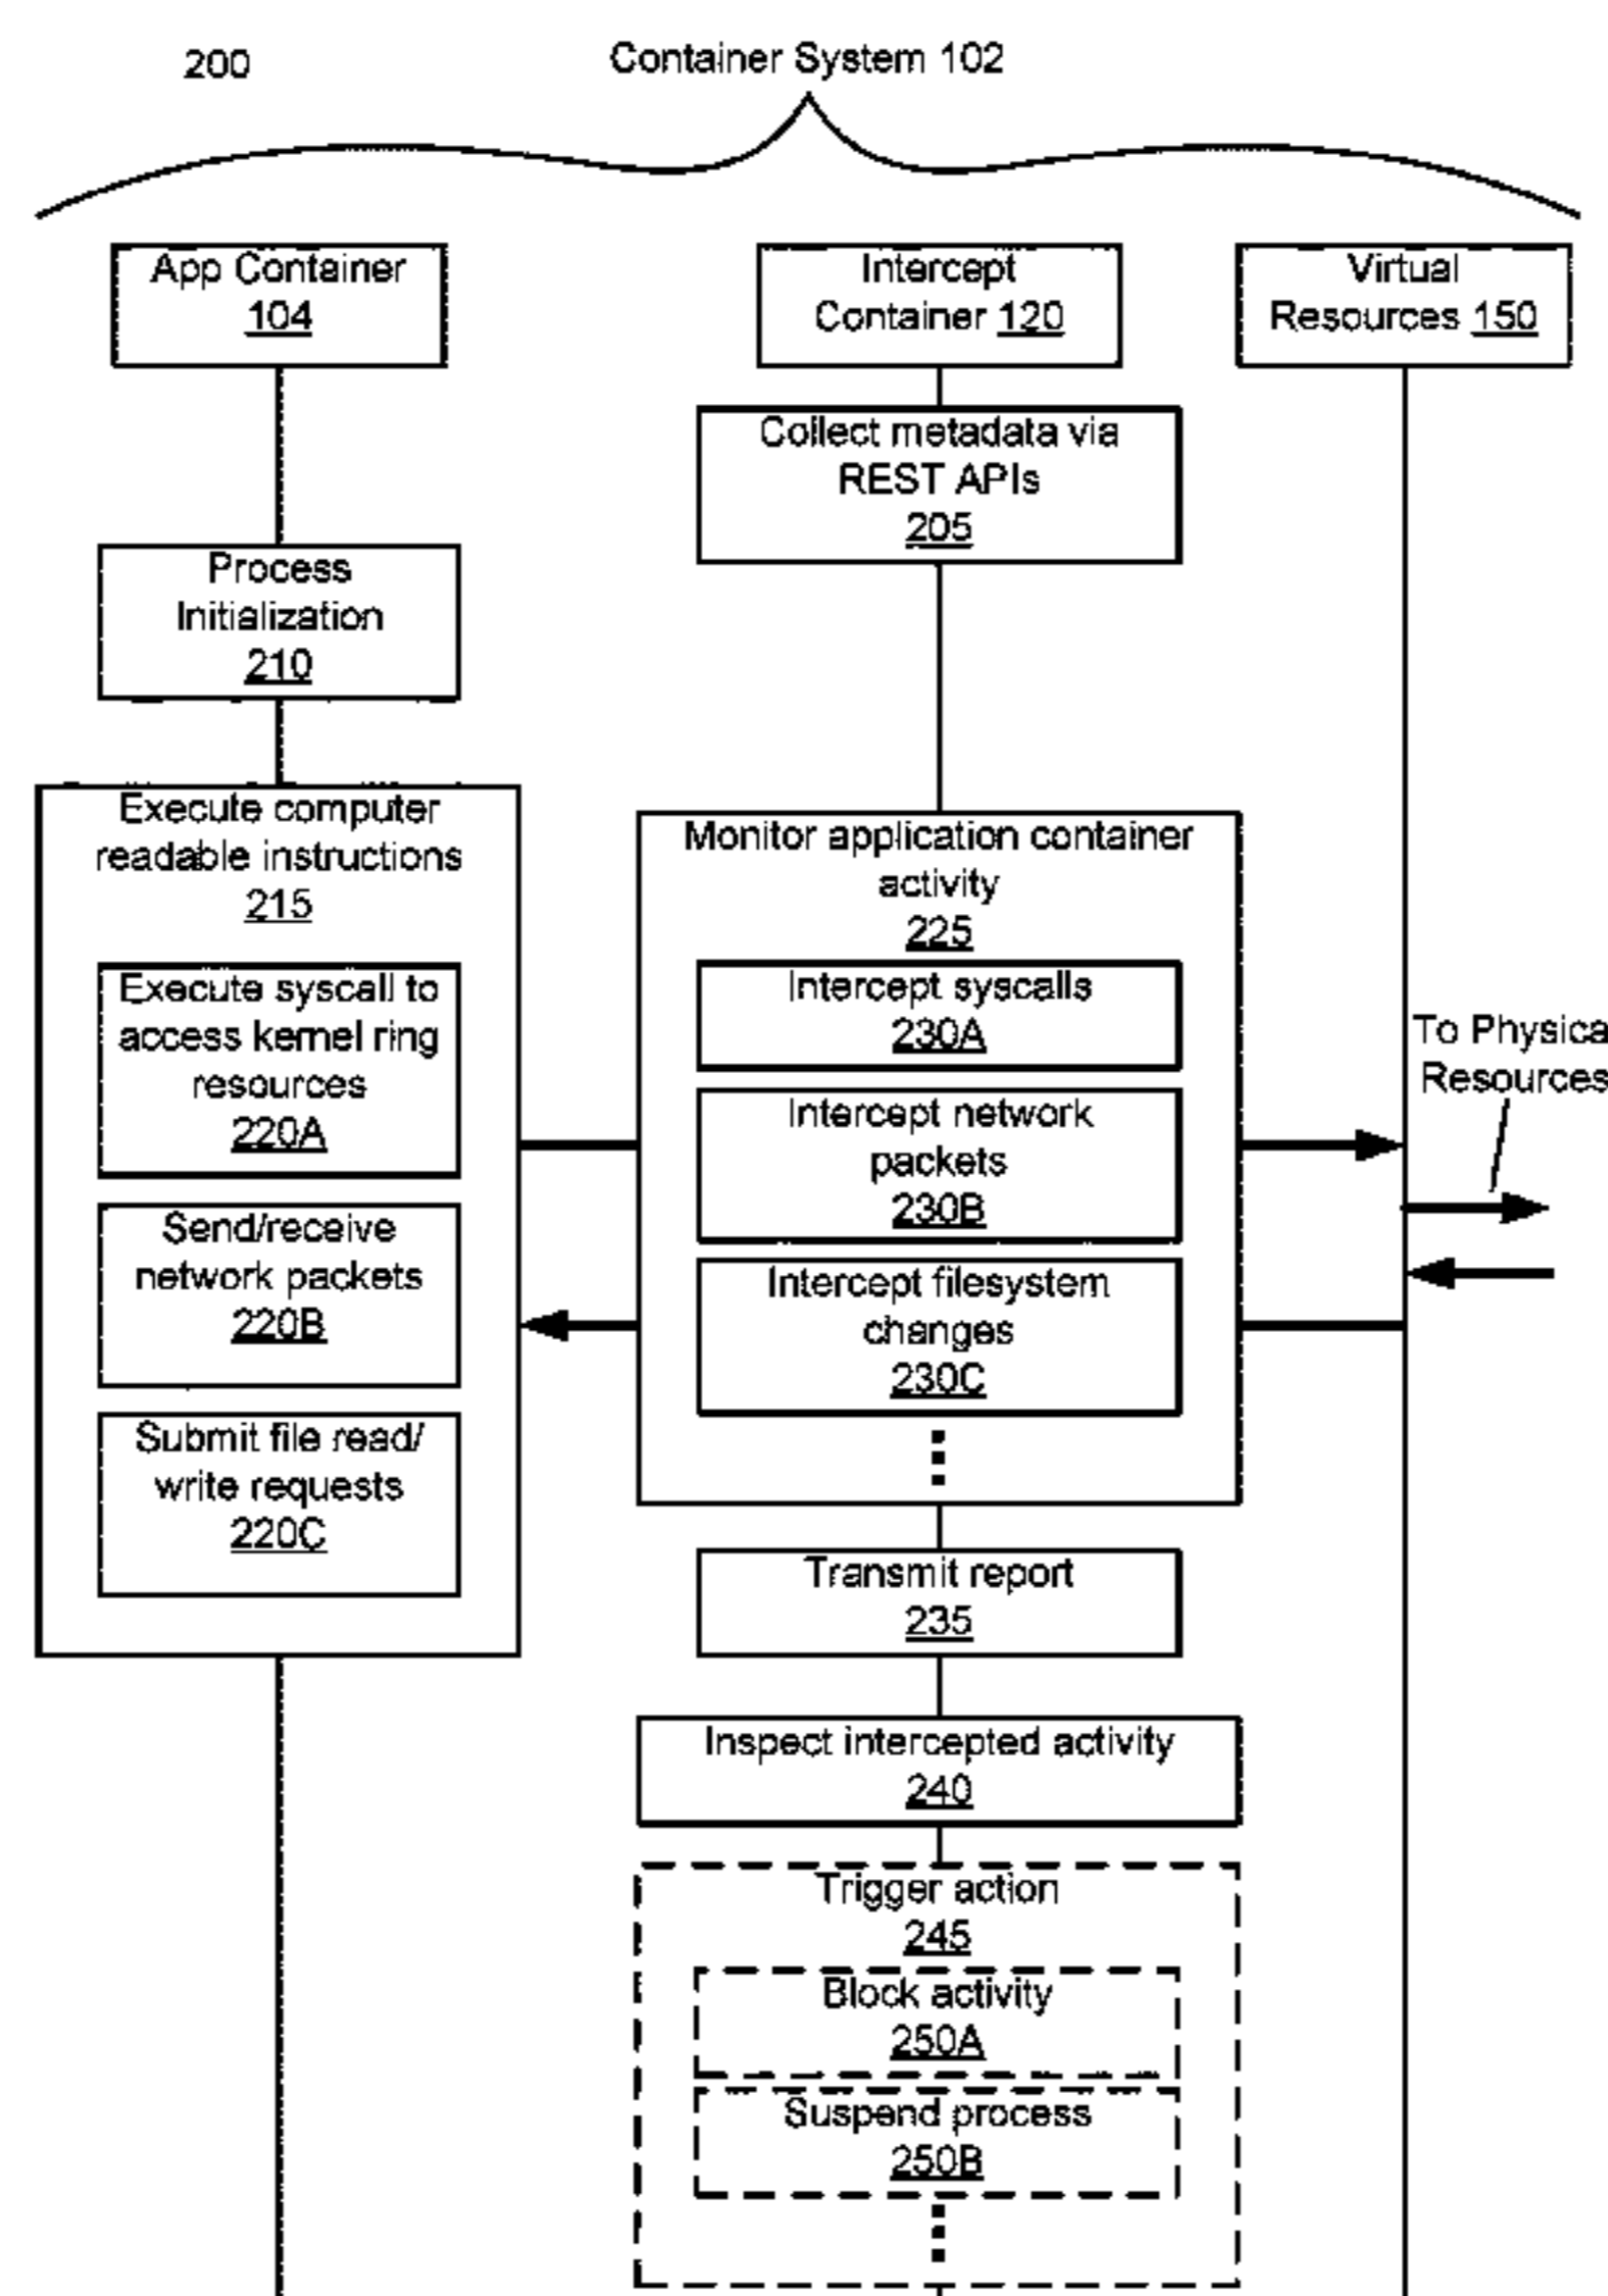 200
Container System 102
App Container
104
Intercept
Container 120
Virtual
Resources 150
Collect metadata via
REST APIs
205
Process
Initialization
210
Execute computer
readable instructions
215
Execute syscall to
access kernel ring
resources
220A
Send/receive
network packets
220B
Submit file read/
write requests
220C
Monitor application container
activity
225
Intercept syscalls
230A
Intercept network
packets
230B
Intercept filesystem
changes
230C
To Physica
Resources
Transmit report
235
Inspect intercepted activity
240
Trigger action
245
Block activity
250A
Suspend process
250B